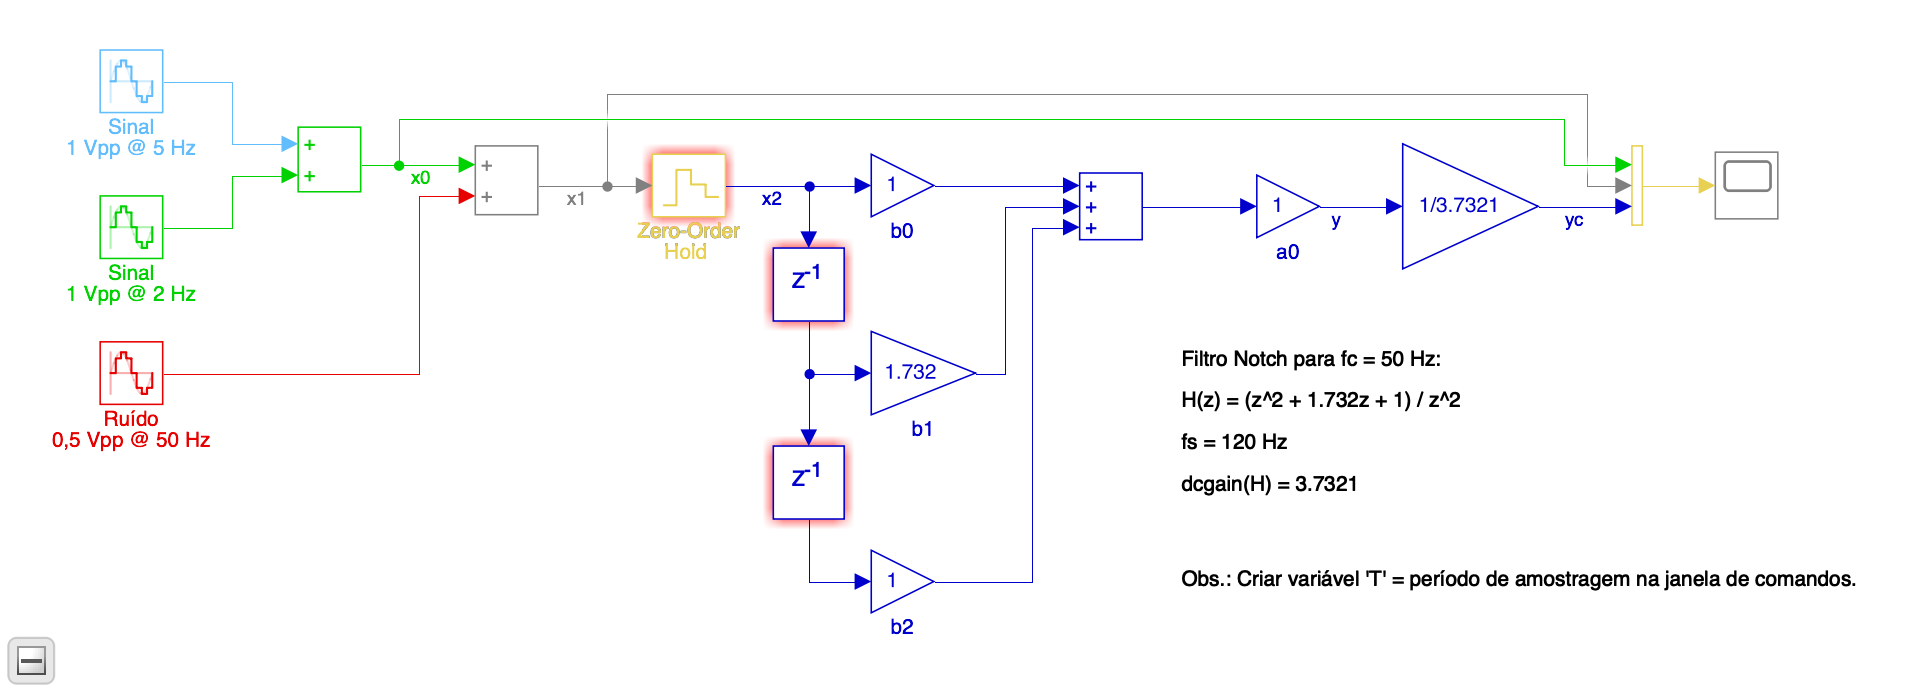 Sinal
1 Vpp @ 5 Hz
+
+
x0
Sinal
1 Vpp @ 2 Hz
Ruído
0,5 Vpp @ 50 Hz
+
+
x1
Zero-Order
Hold
x2
1
b0
z-1
1.732
b1
z-1
1
b2
+
+
+
1
a0
y
1/3.7321
yc
Filtro Notch para fc = 50 Hz:
H(z) = (z^2 + 1.732z + 1) / z^2
fs = 120 Hz
dcgain(H) = 3.7321
Obs.: Criar variável 'T' = período de amostragem na janela de comandos.